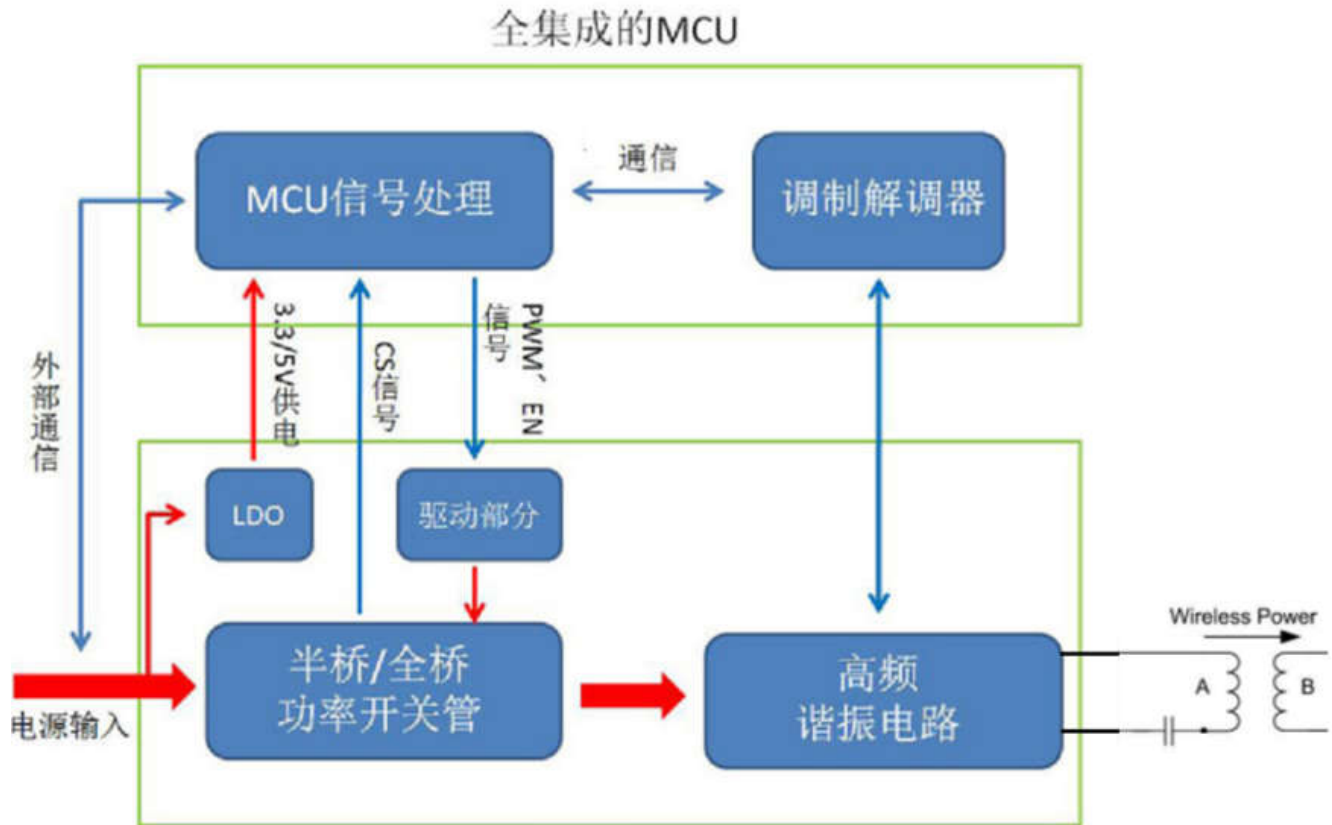 全集成的MCU
MCU信号处理
通信
调制解调器
外部通信
3.3/5V供电
CS信号
PWM、EN
信号
LDO
驱动部分
半桥/全桥
功率开关管
高频
谐振电路
电源输入
Wireless Power
A
B